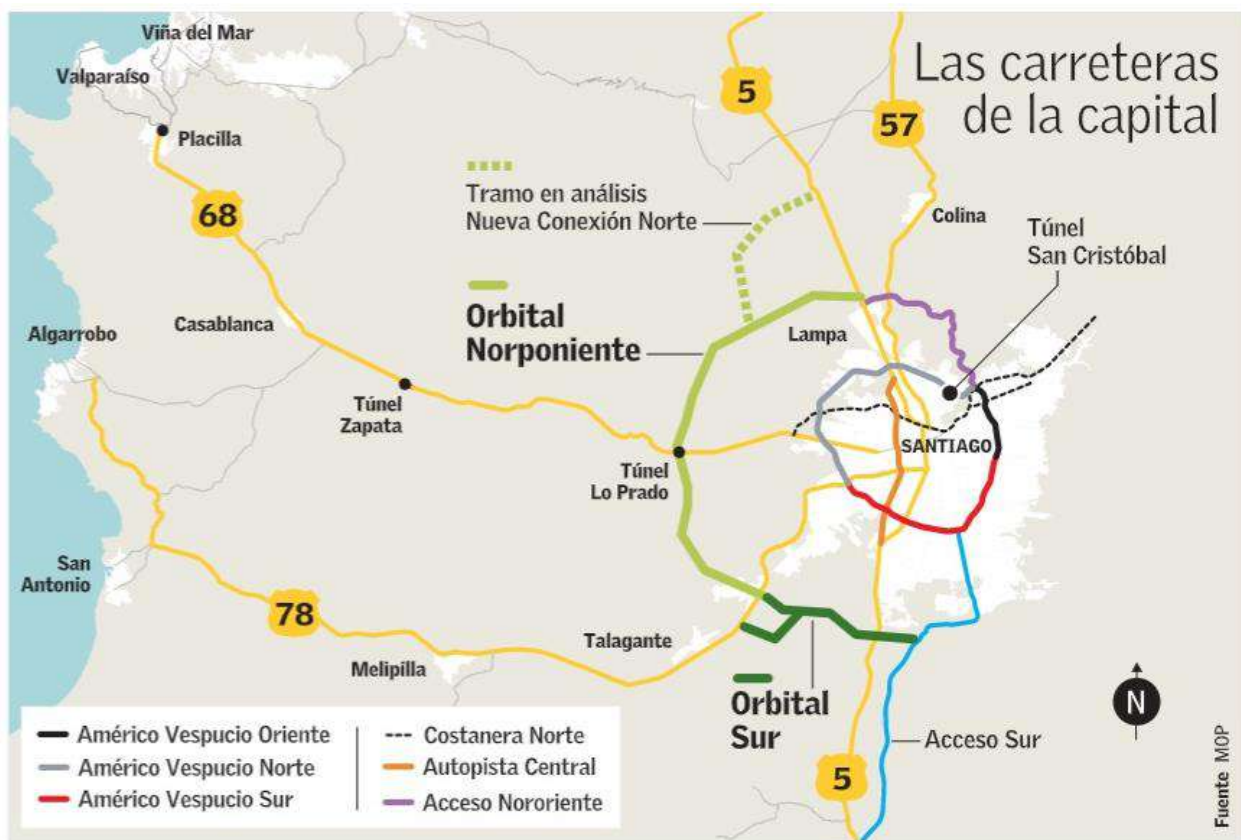 Las carreteras
de la capital
Viña del Mar
Valparaíso
Placilla
5
57
68
Tramo en análisis
Nueva Conexión Norte
Colina
Túnel
San Cristóbal
Orbital
Norponiente
Lampa
Algarrobo
Casablanca
Túnel
Zapata
SANTIAGO
Túnel
Lo Prado
San
Antonio
78
Talagante
Melipilla
Orbital
Sur
N
Acceso Sur
5
Américo Vespucio Oriente
Américo Vespucio Norte
Américo Vespucio Sur
Costanera Norte
Autopista Central
Acceso Nororiente
Fuente MOP